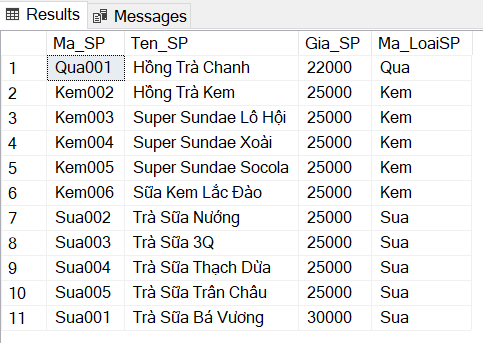 Results Messages
Ma_SP Ten_SP Gia_SP Ma_LoaiSP
1 Qua001 Hồng Trà Chanh 22000 Qua
2 Kem002 Hồng Trà Kem 25000 Kem
3 Kem003 Super Sundae Lô Hội 25000 Kem
4 Kem004 Super Sundae Xoài 25000 Kem
5 Kem005 Super Sundae Socola 25000 Kem
6 Kem006 Sữa Kem Lắc Đào 25000 Kem
7 Sua002 Trà Sữa Nướng 25000 Sua
8 Sua003 Trà Sữa 3Q 25000 Sua
9 Sua004 Trà Sữa Thạch Dừa 25000 Sua
10 Sua005 Trà Sữa Trân Châu 25000 Sua
11 Sua001 Trà Sữa Bá Vương 30000 Sua